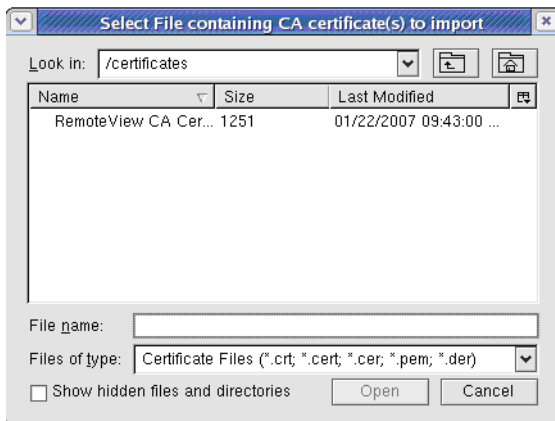 Select File containing CA certificate(s) to import
Look in: /certificates
Name Size Last Modified
RemoteView CA Cer... 1251 01/22/2007 09:43:00 ...
File name:
Files of type: Certificate Files (*.crt; *.cert; *.cer; *.pem; *.der)
Show hidden files and directories Open Cancel